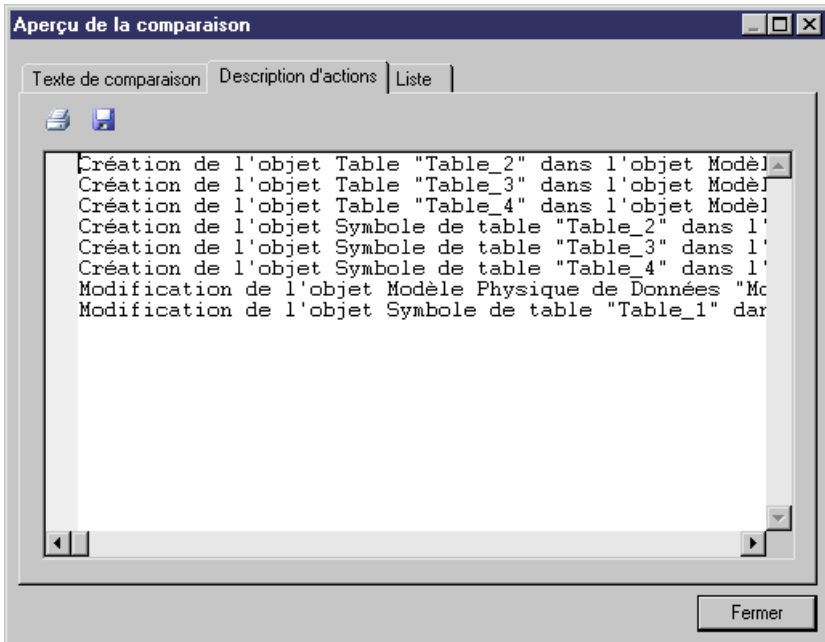 Aperçu de la comparaison
Texte de comparaison Description d'actions Liste
Création de l'objet Table "Table_2" dans l'objet Modèl
Création de l'objet Table "Table_3" dans l'objet Modèl
Création de l'objet Table "Table_4" dans l'objet Modèl
Création de l'objet Symbole de table "Table_2" dans l'
Création de l'objet Symbole de table "Table_3" dans l'
Création de l'objet Symbole de table "Table_4" dans l'
Modification de l'objet Modèle Physique de Données "Mo
Modification de l'objet Symbole de table "Table_1" dan
Fermer